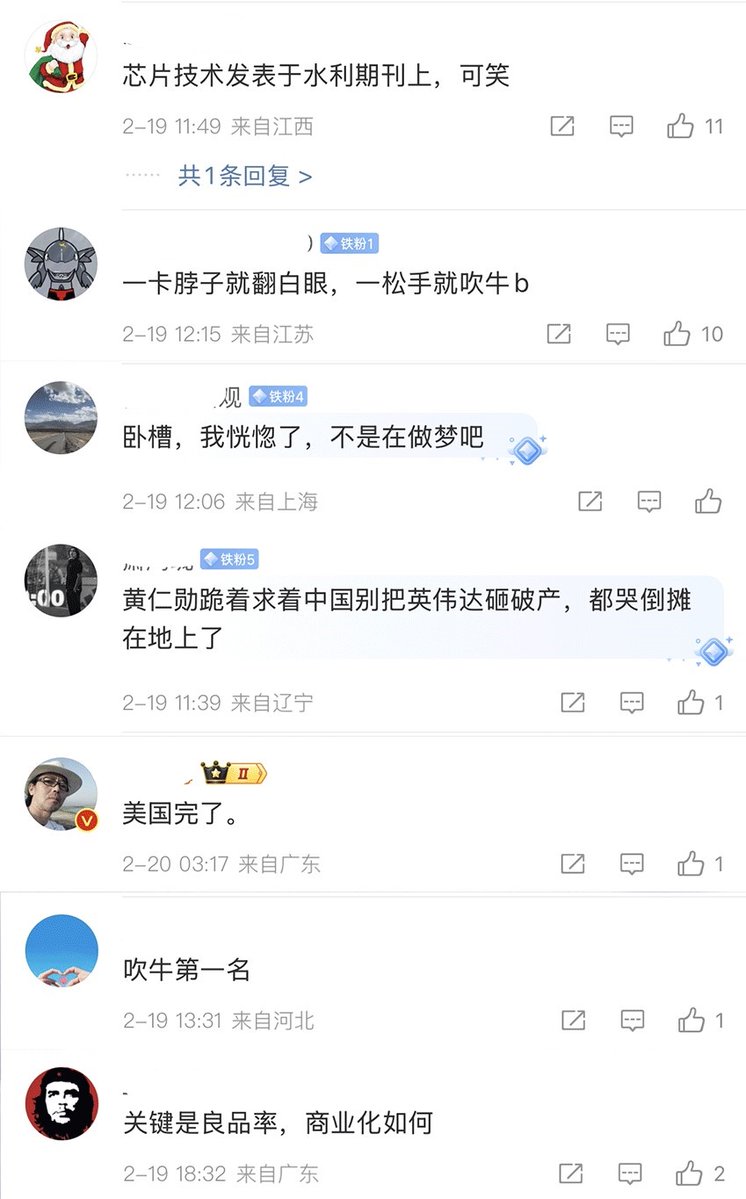 芯片技术发表于水利期刊上，可笑
2-19 11:49 来自江西
11
共1条回复 >
) 铁粉1
一卡脖子就翻白眼，一松手就吹牛b
2-19 12:15 来自江苏
10
观 铁粉4
卧槽，我恍惚了，不是在做梦吧
2-19 12:06 来自上海
铁粉5
:00
黄仁勋跪着求着中国别把英伟达砸破产，都哭倒摊
在地上了
2-19 11:39 来自辽宁
1
II
V
美国完了。
2-20 03:17 来自广东
1
吹牛第一名
2-19 13:31 来自河北
1
关键是良品率，商业化如何
2-19 18:32 来自广东
2